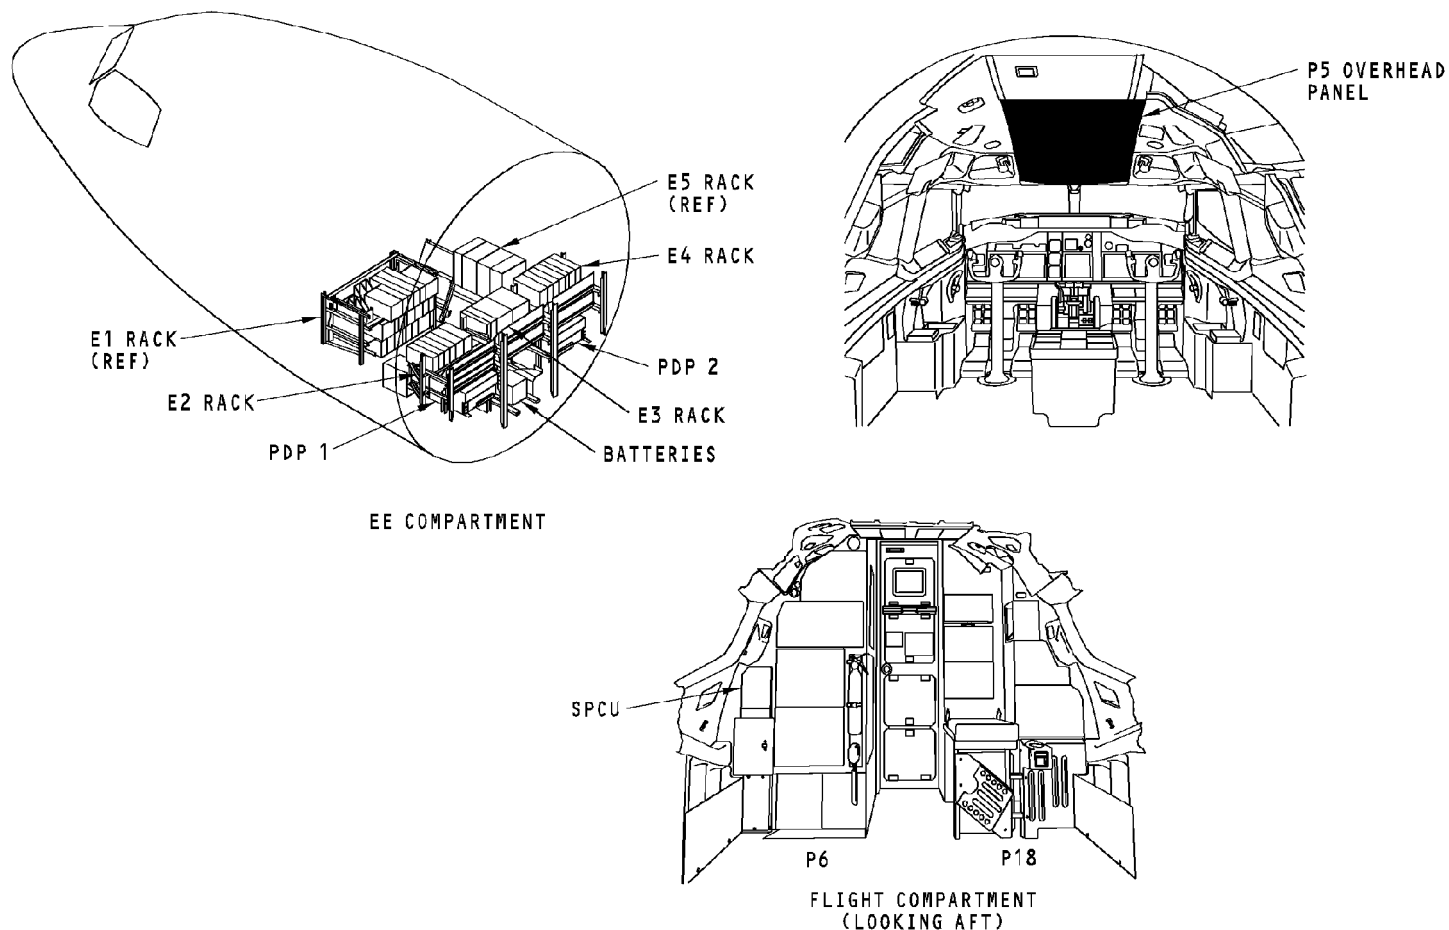 P5 OVERHEAD
PANEL
E5 RACK
(REF)
E4 RACK
E1 RACK
(REF)
PDP 2
E2 RACK
E3 RACK
PDP 1
BATTERIES
EE COMPARTMENT
SPCU
P6
P18
FLIGHT COMPARTMENT
(LOOKING AFT)